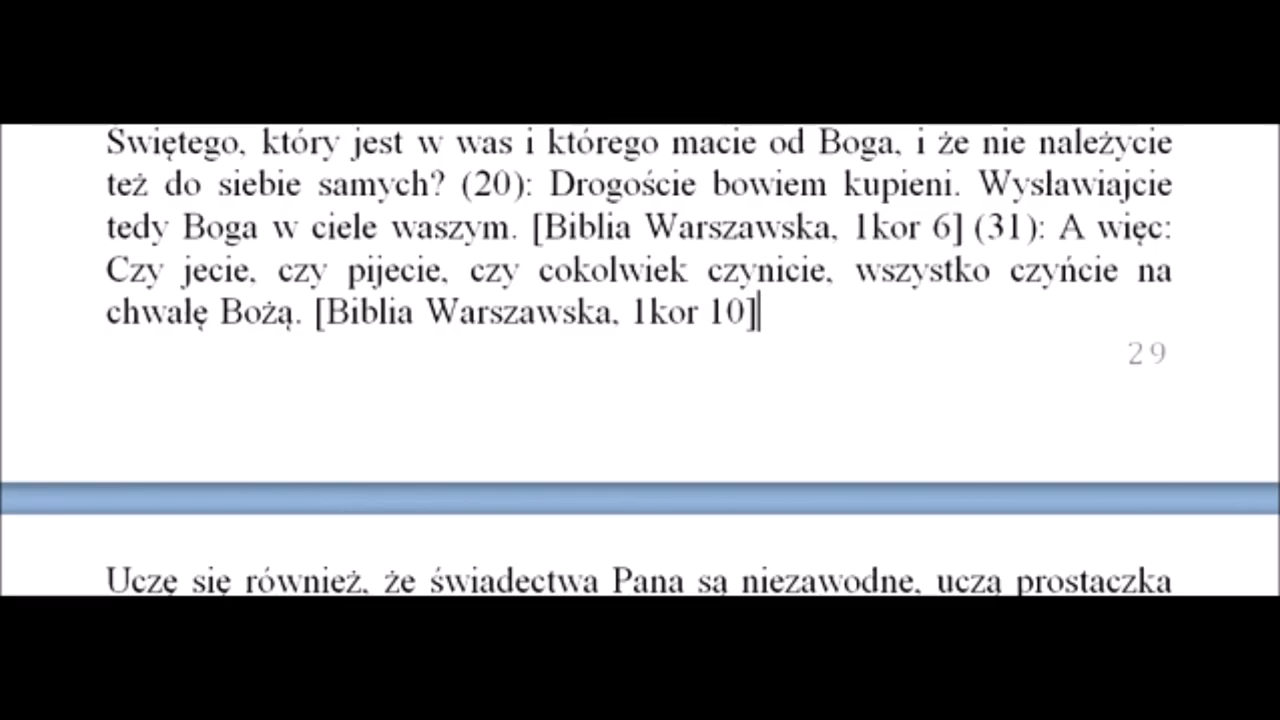 Świętego, który jest w was i którego macie od Boga, i że nie należycie
też do siebie samych? (20): Drogoście bowiem kupieni. Wysławiajcie
tedy Boga w ciele waszym. [Biblia Warszawska, 1kor 6] (31): A więc:
Czy jecie, czy pijecie, czy cokolwiek czynicie, wszystko czyńcie na
chwałę Bożą. [Biblia Warszawska, 1kor 10]
29
Uczę się również, że świadectwa Pana są niezawodne, uczą prostaczka